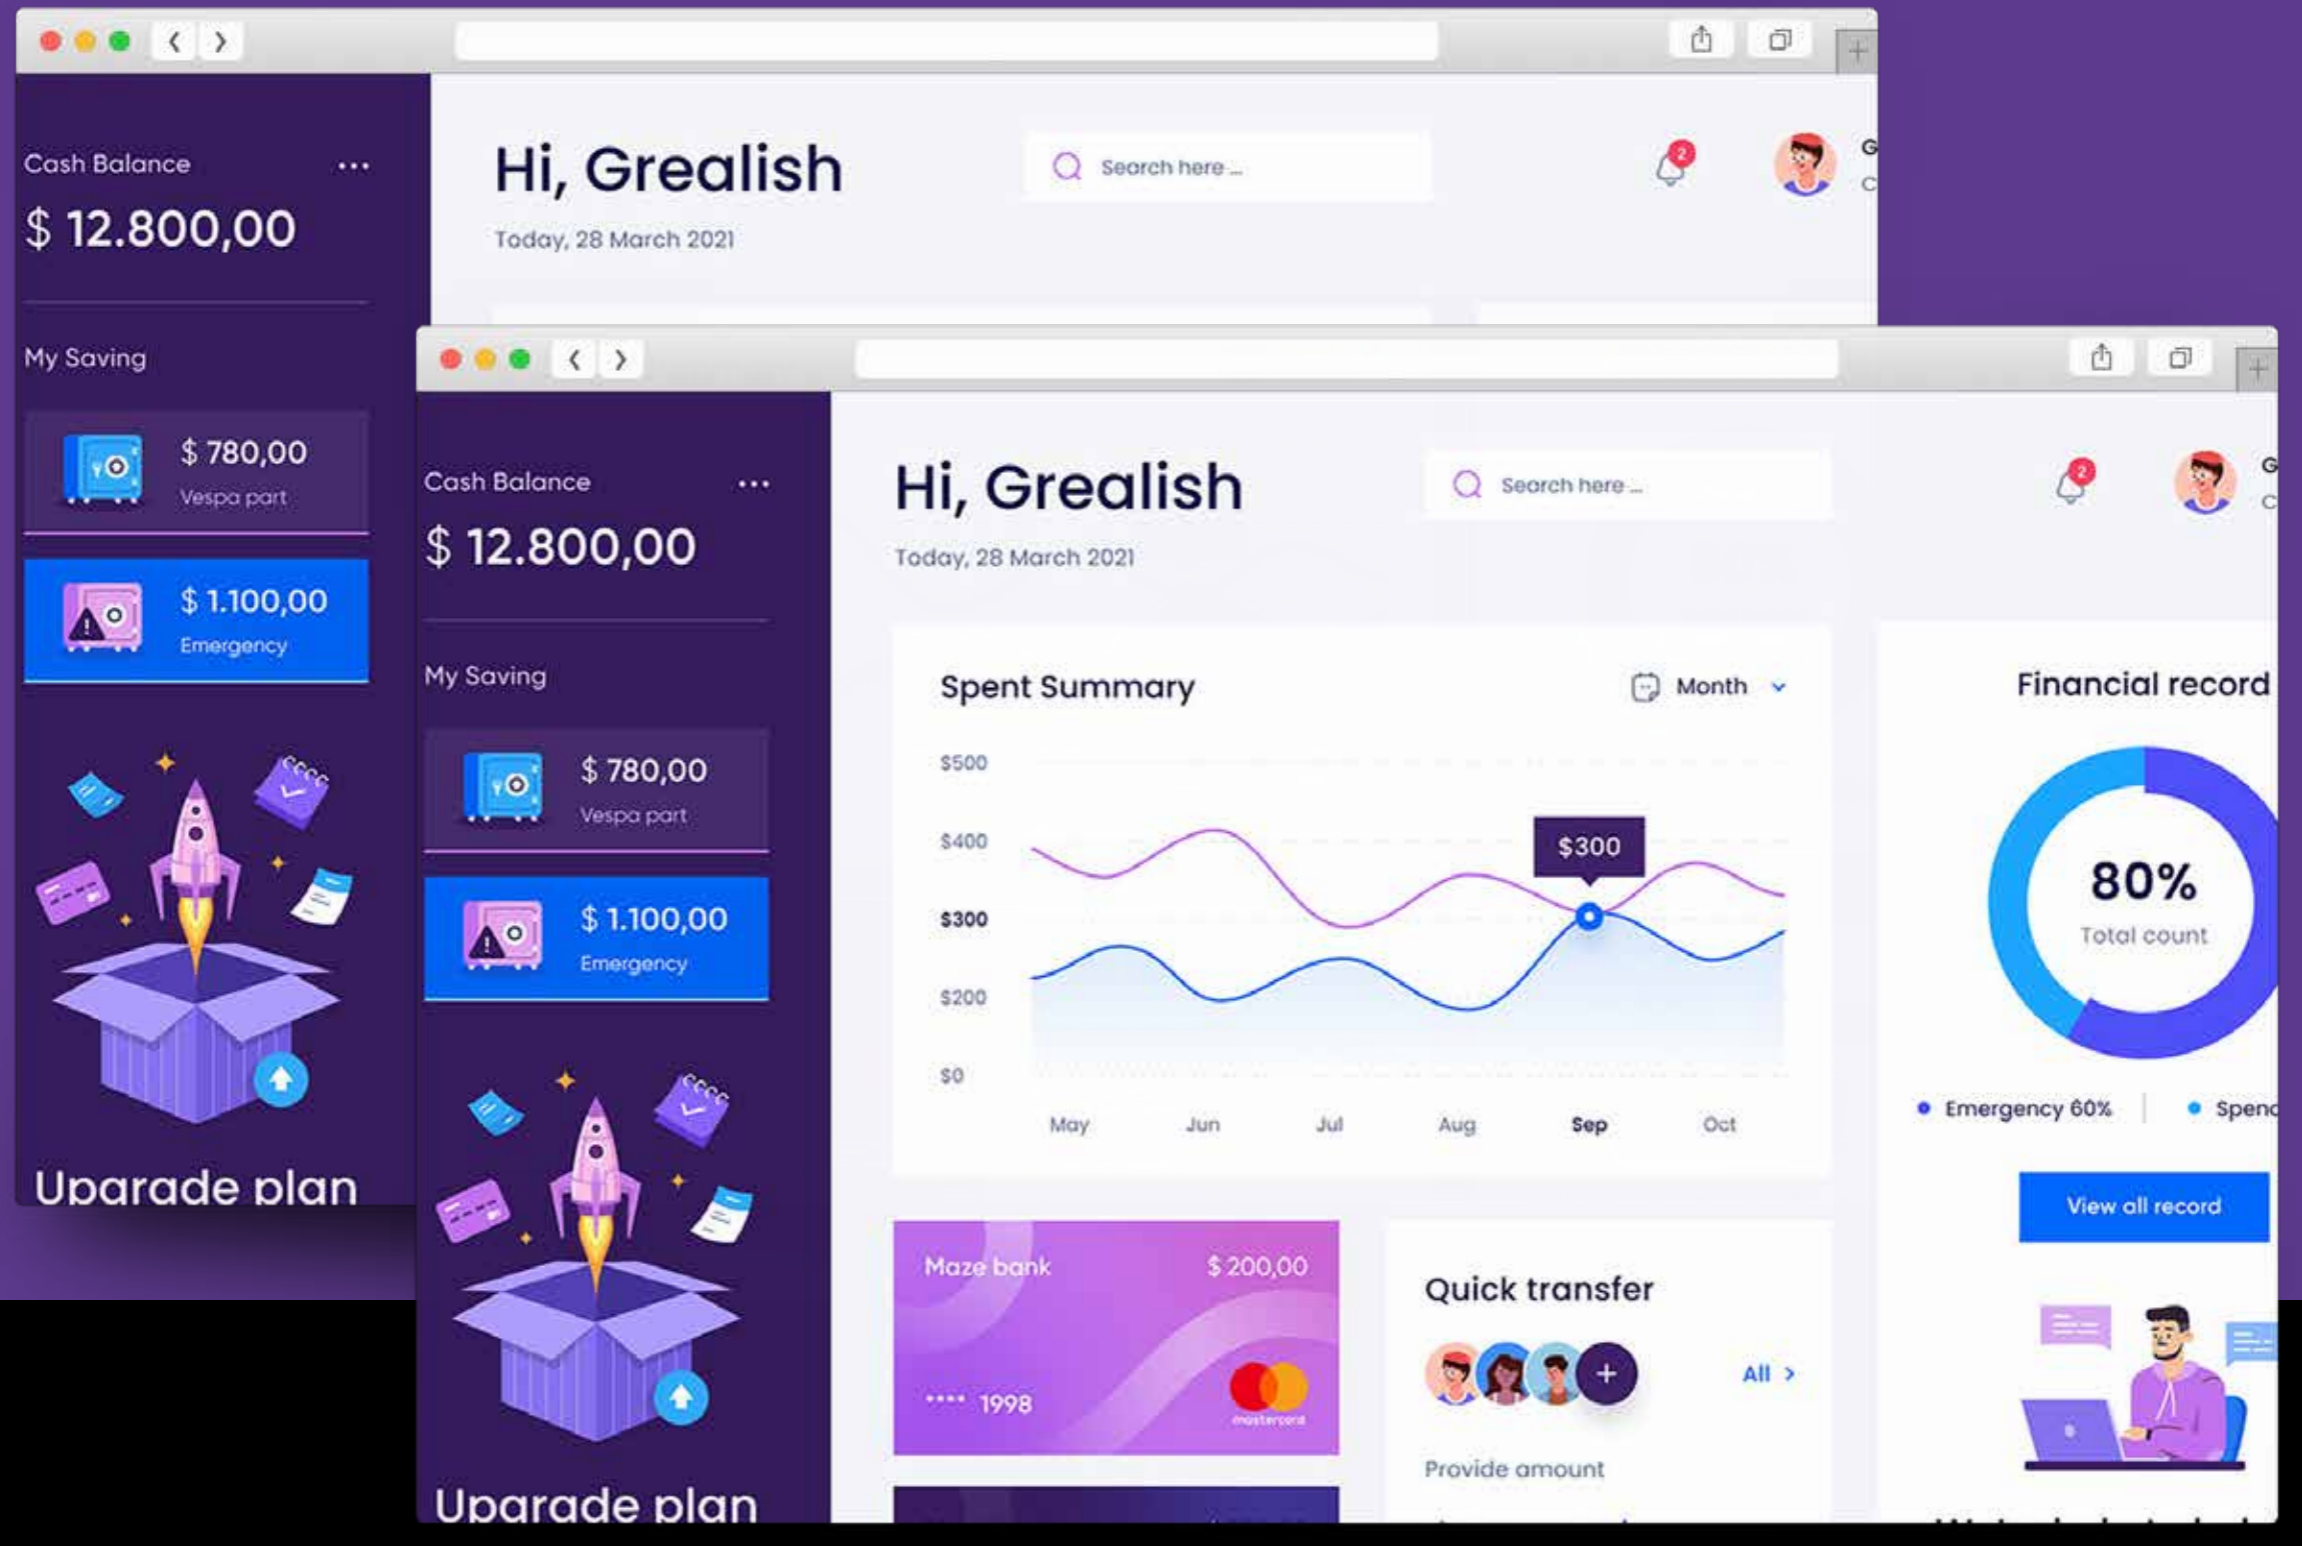 Cash Balance
$ 12.800,00
My Saving
$ 780,00
Vespa part
$ 1.100,00
Emergency
Upgrade plan
Hi, Grealish
Today, 28 March 2021
Search here ...
2
G
C
Cash Balance
$ 12.800,00
My Saving
$ 780,00
Vespa part
$ 1.100,00
Emergency
Upgrade plan
Hi, Grealish
Today, 28 March 2021
Search here ...
2
G
C
Spent Summary
Month
$500
$400
$300
$200
$0
$300
May Jun Jul Aug Sep Oct
Financial record
80%
Total count
Emergency 60%
Spend
View all record
Maze bank
$ 200,00
•••• 1998
mastercard
Quick transfer
All >
Provide amount